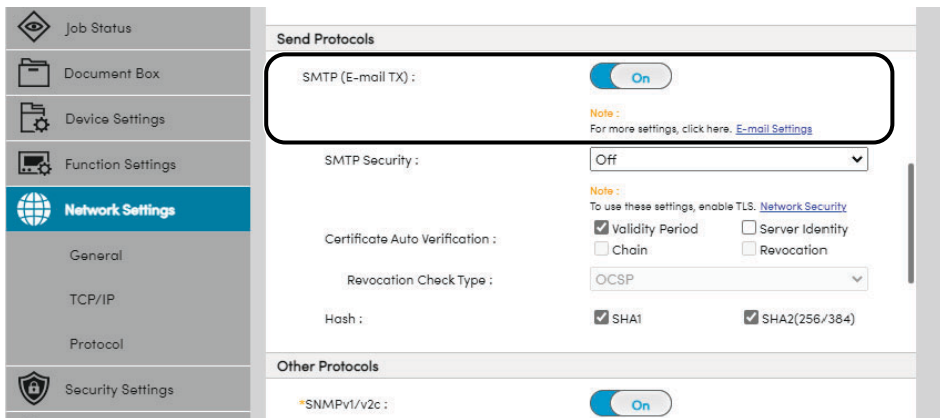 Job Status
Document Box
Device Settings
Function Settings
Network Settings
General
TCP/IP
Protocol
Security Settings
Send Protocols
SMTP (E-mail TX) : On
Note :
For more settings, click here. E-mail Settings
SMTP Security : Off
Note :
To use these settings, enable TLS. Network Security
Certificate Auto Verification : Validity Period Server Identity
Chain Revocation
Revocation Check Type : OCSP
Hash : SHA1 SHA2(256/384)
Other Protocols
*SNMPv1/v2c : On